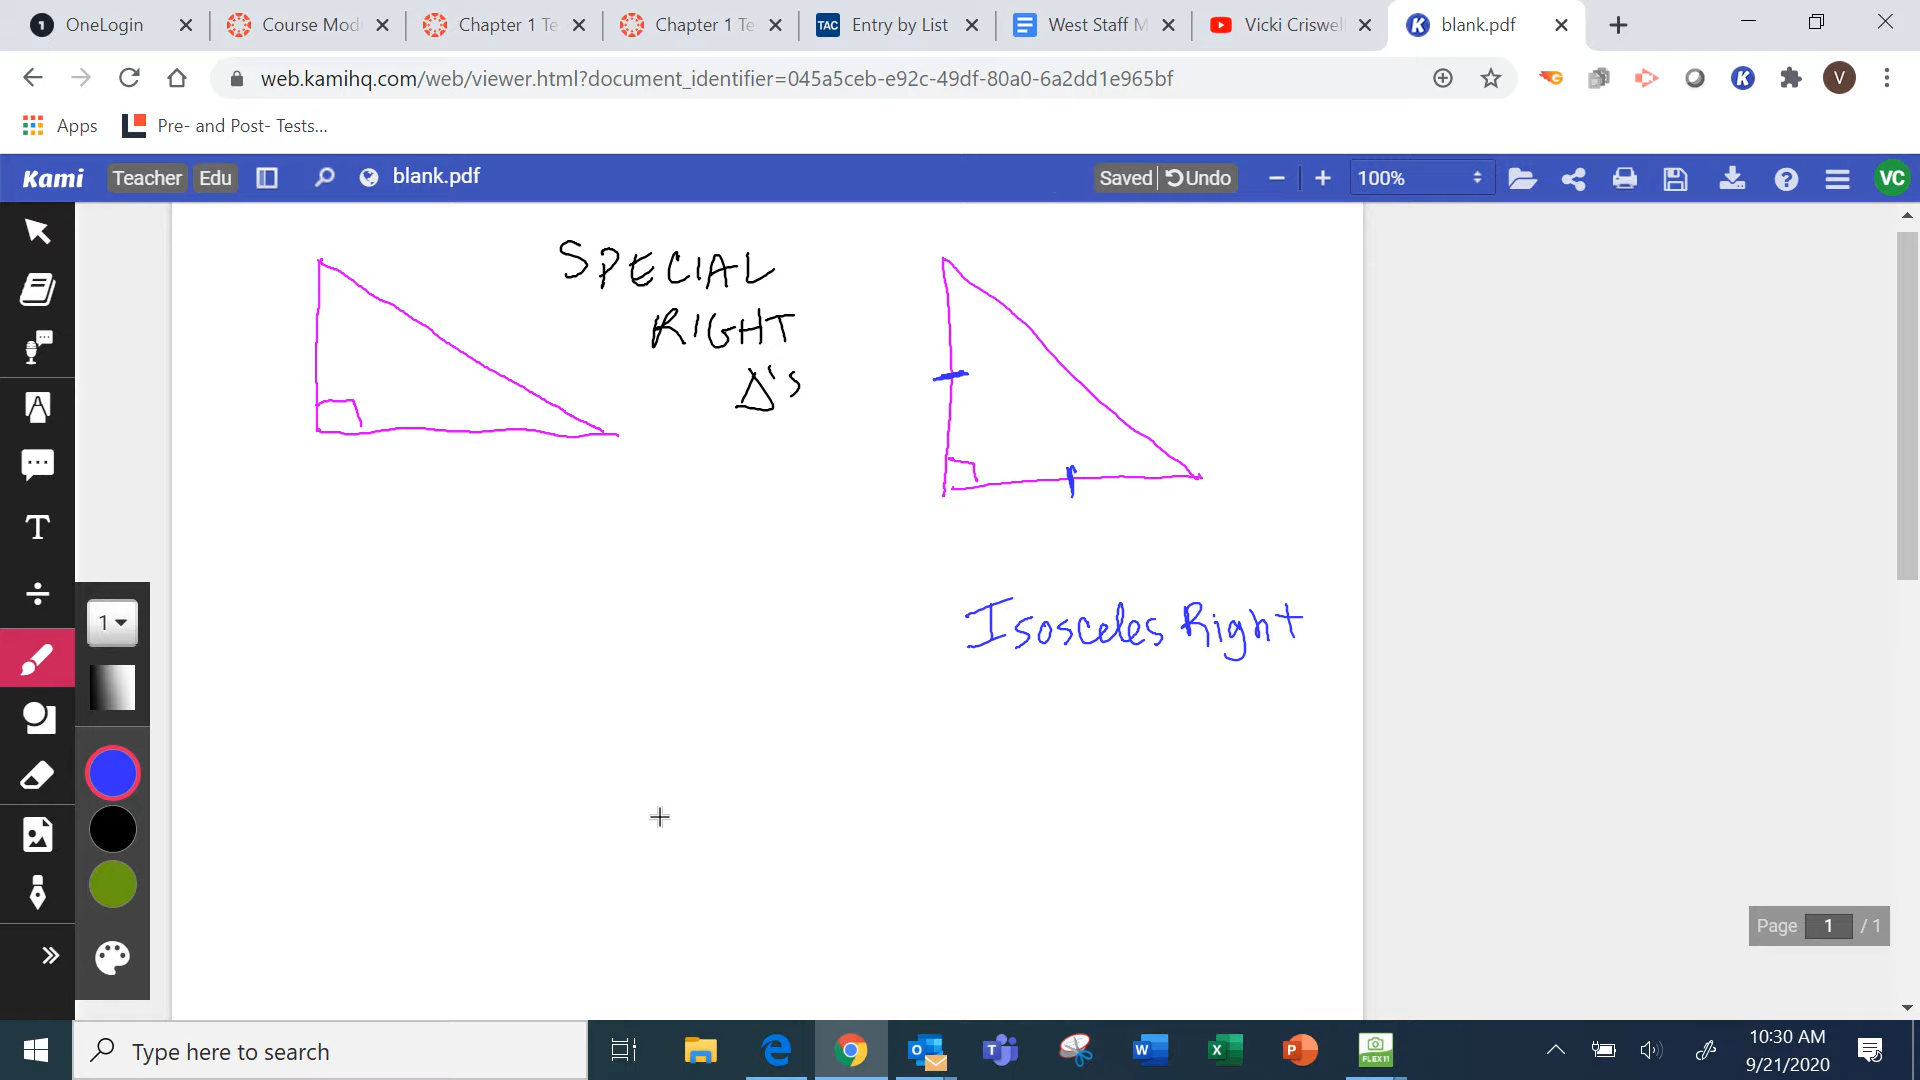 OneLogin
Course Mod
Chapter 1 Te
Chapter 1 Te
TAC
Entry by List
West Staff M
Vicki Criswel
blank.pdf
web.kamihq.com/web/viewer.html?document_identifier=045a5ceb-e92c-49df-80a0-6a2dd1e965bf
V
Apps
Pre- and Post- Tests...
Kami
Teacher
Edu
blank.pdf
Saved
Undo
100%
VC
SPECIAL
RIGHT
Δ's
Isosceles Right
1
Page 1 / 1
Type here to search
FLEX11
10:30 AM
9/21/2020